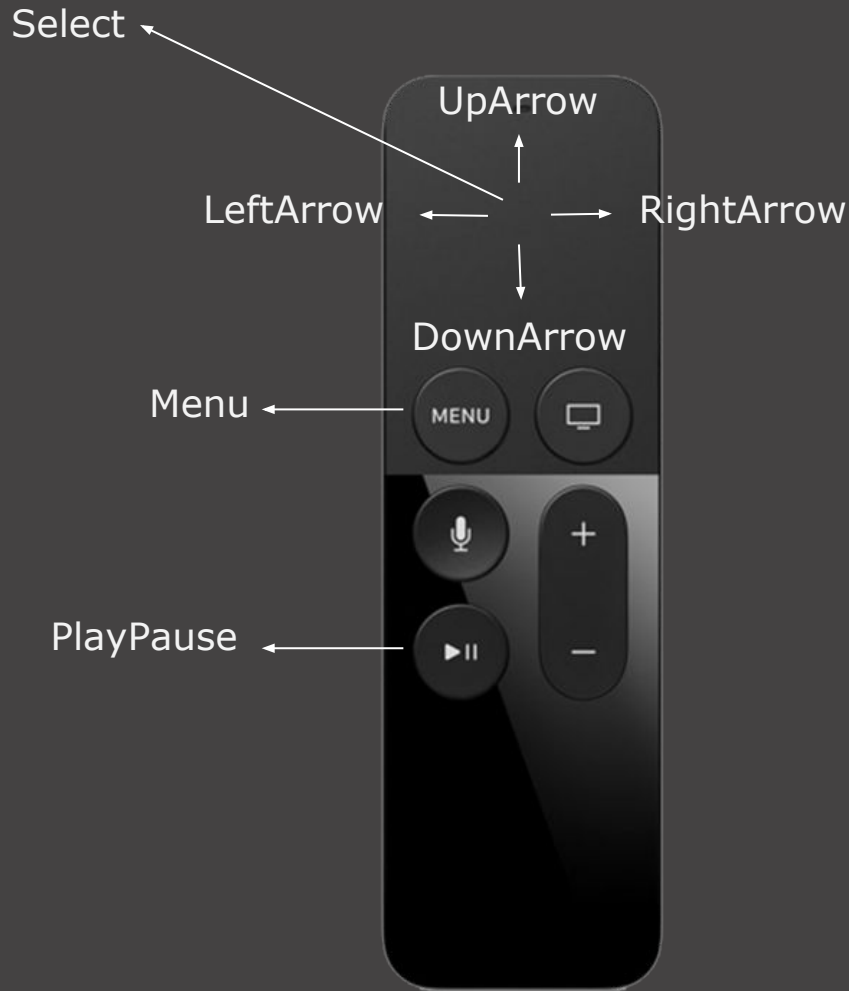 Select
UpArrow
LeftArrow
RightArrow
DownArrow
Menu
MENU
+
PlayPause
−